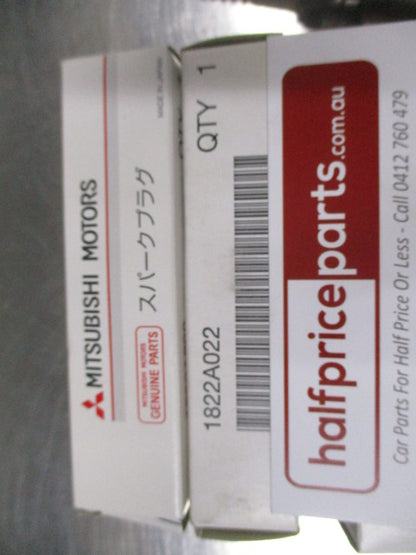 MITSUBISHI MOTORS
MITSUBISHI MOTORS
GENUINE PARTS
スパークプラグ
MADE IN JAPAN
1822A022
QTY 1
halfpriceparts.com.au
Car Parts For Half Price Or Less - Call 0412 760 479